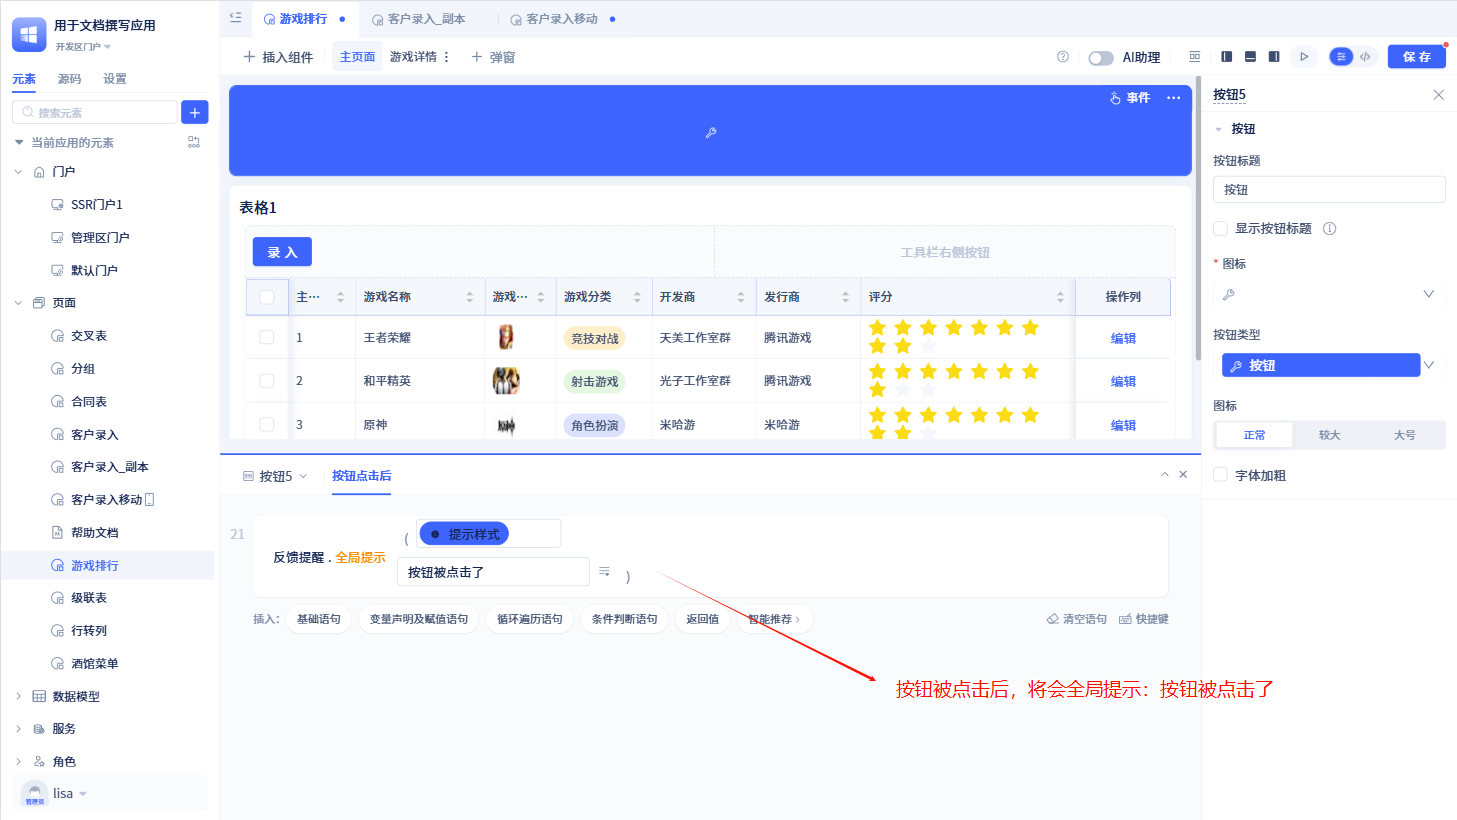 用于文档撰写应用
开发区门户
元素 源码 设置
搜索元素
当前应用的元素
门户
SSR门户1
管理区门户
默认门户
页面
交叉表
分组
合同表
客户录入
客户录入_副本
客户录入移动
帮助文档
游戏排行
级联表
行转列
酒馆菜单
数据模型
服务
角色
管理员
lisa
游戏排行 客户录入_副本 客户录入移动
插入组件 主页面 游戏详情 弹窗
AI助理 保存
事件
表格1
录入 工具栏右侧按钮
主··· 游戏名称 游戏··· 游戏分类 开发商 发行商 评分 操作列
1 王者荣耀 竞技对战 天美工作室群 腾讯游戏 编辑
2 和平精英 射击游戏 光子工作室群 腾讯游戏 编辑
3 原神 角色扮演 米哈游 米哈游 编辑
按钮5 按钮点击后
21
反馈提醒 . 全局提示
( 提示样式
按钮被点击了 )
插入： 基础语句 变量声明及赋值语句 循环遍历语句 条件判断语句 返回值 智能推荐
清空语句 快捷键
按钮被点击后，将会全局提示：按钮被点击了
按钮5
按钮
按钮标题
按钮
显示按钮标题
* 图标
按钮类型
按钮
图标
正常 较大 大号
字体加粗